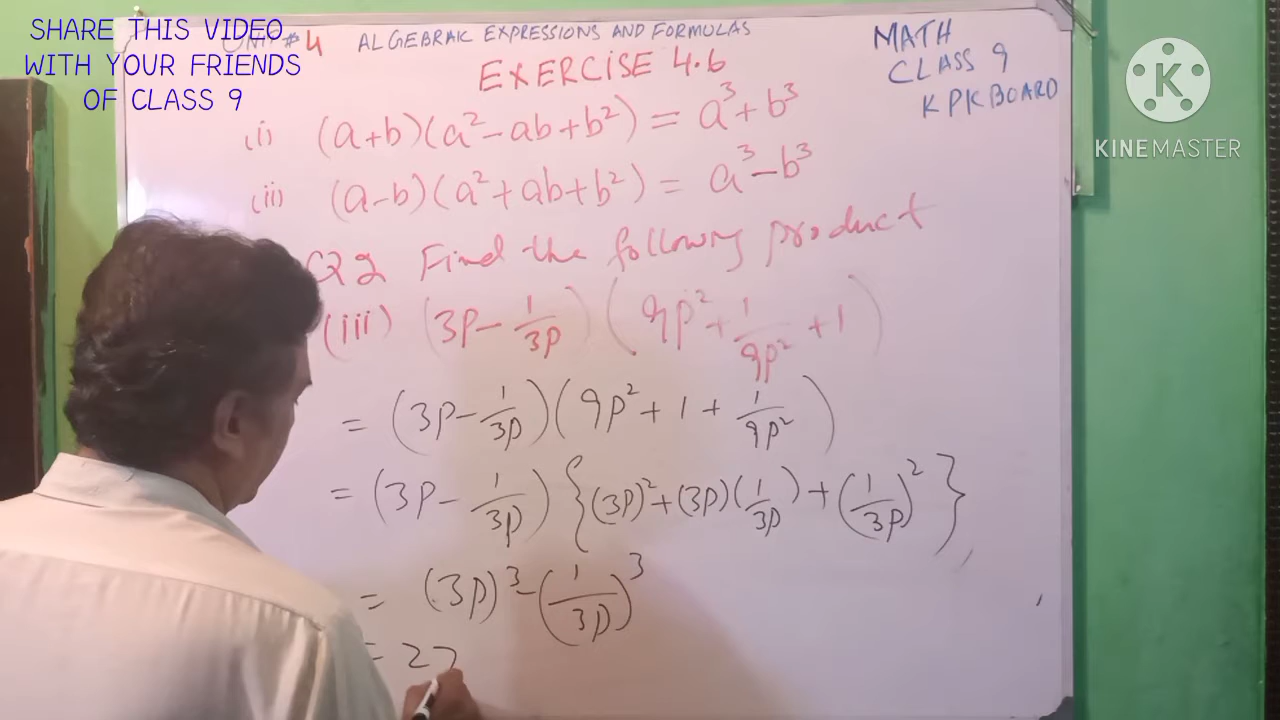 SHARE THIS VIDEO
WITH YOUR FRIENDS
OF CLASS 9
UNIT # 4 ALGEBRAIC EXPRESSIONS AND FORMULAS
MATH
CLASS 9
KPK BOARD
K
KINEMASTER
EXERCISE 4.6
(i) (a+b)(a²-ab+b²) = a³+b³
(ii) (a-b)(a²+ab+b²) = a³-b³
Q2 Find the following product
(iii) (3p - 1/3p) (9p² + 1/9p² + 1)
= (3p - 1/3p)(9p² + 1 + 1/9p²)
= (3p - 1/3p) {(3p)² + (3p)(1/3p) + (1/3p)²}
= (3p)³ - (1/3p)³
= 27